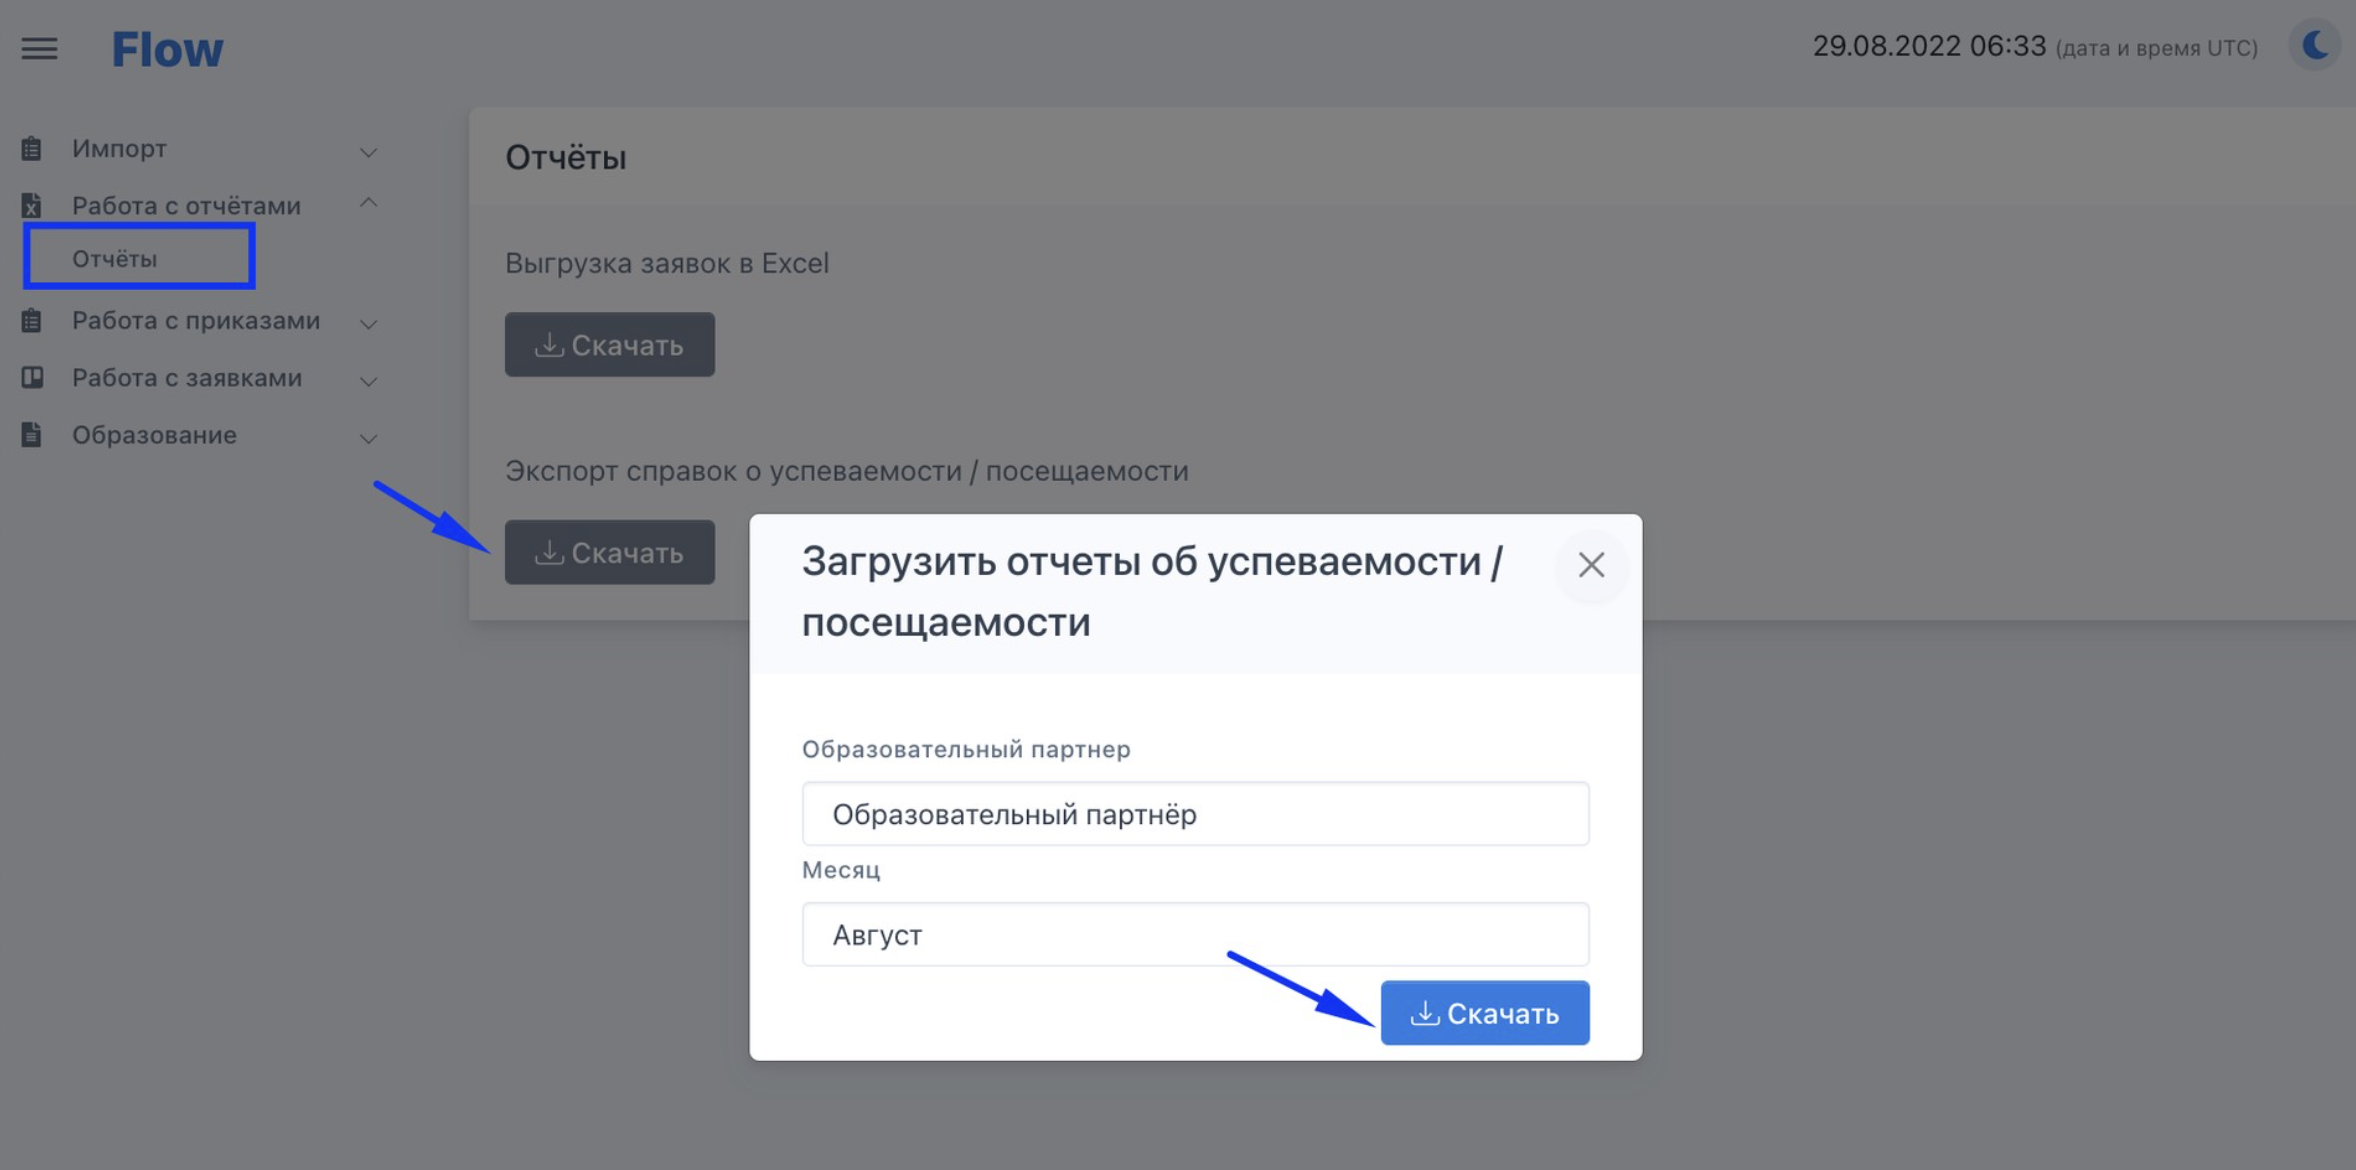 Flow
29.08.2022 06:33 (дата и время UTC)
Импорт
Работа с отчётами
Отчёты
Работа с приказами
Работа с заявками
Образование
Отчёты
Выгрузка заявок в Excel
Скачать
Экспорт справок о успеваемости / посещаемости
Скачать
Загрузить отчеты об успеваемости /
посещаемости
Образовательный партнер
Образовательный партнёр
Месяц
Август
Скачать